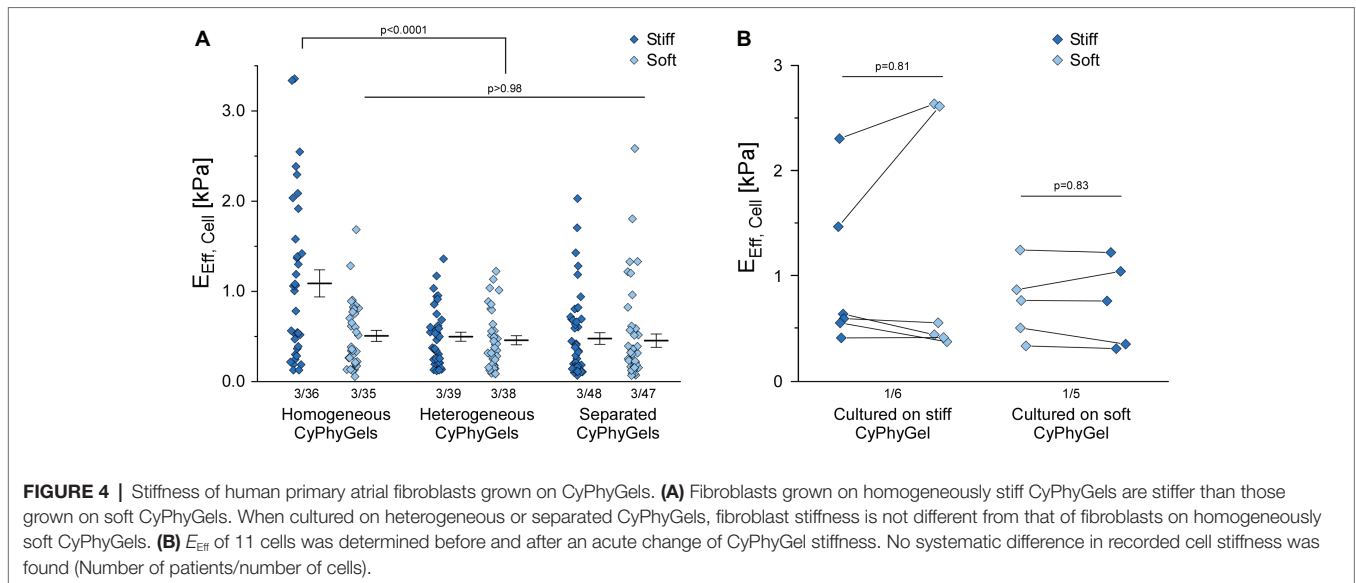 A
p<0.0001
Stiff
Soft
p>0.98
3.0
2.0
1.0
0.0
E_Eff, Cell [kPa]
3/36 3/35 3/39 3/38 3/48 3/47
Homogeneous CyPhyGels
Heterogeneous CyPhyGels
Separated CyPhyGels
B
Stiff
Soft
p=0.81
p=0.83
3
2
1
0
E_Eff, Cell [kPa]
1/6 1/5
Cultured on stiff CyPhyGel
Cultured on soft CyPhyGel
FIGURE 4 | Stiffness of human primary atrial fibroblasts grown on CyPhyGels. (A) Fibroblasts grown on homogeneously stiff CyPhyGels are stiffer than those
grown on soft CyPhyGels. When cultured on heterogeneous or separated CyPhyGels, fibroblast stiffness is not different from that of fibroblasts on homogeneously
soft CyPhyGels. (B) E_Eff of 11 cells was determined before and after an acute change of CyPhyGel stiffness. No systematic difference in recorded cell stiffness was
found (Number of patients/number of cells).